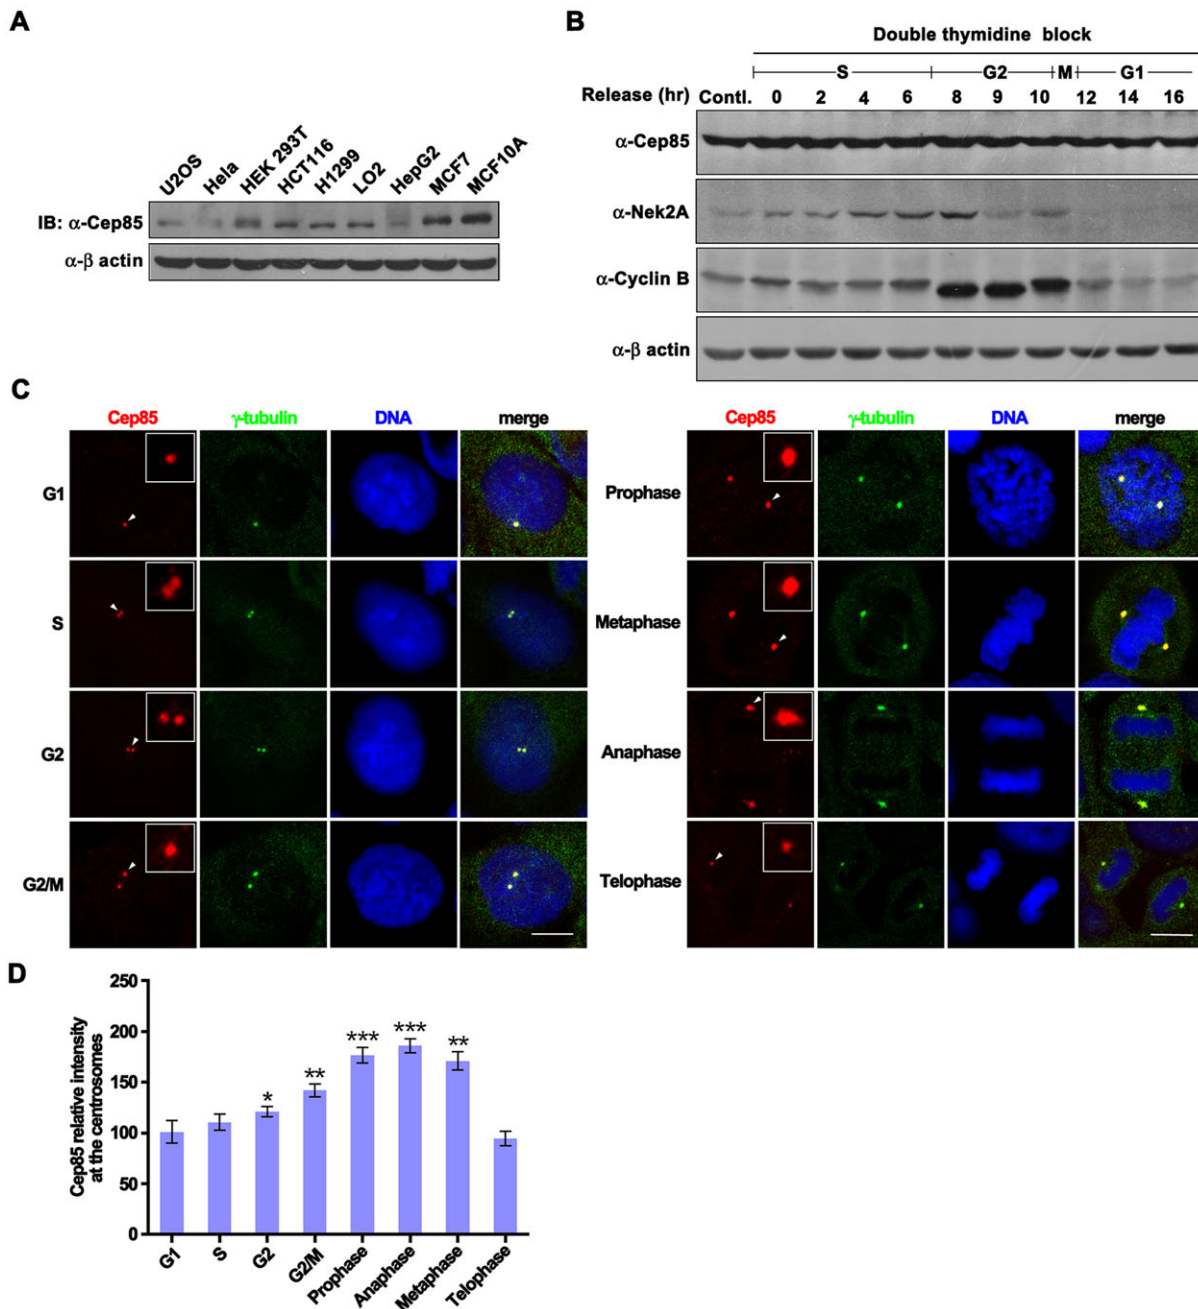 A
U2OS Hela HEK 293T HCT116 H1299 LO2 HepG2 MCF7 MCF10A
IB: α-Cep85
α-β actin
B
Double thymidine block
S G2 M G1
Release (hr) Contl. 0 2 4 6 8 9 10 12 14 16
α-Cep85
α-Nek2A
α-Cyclin B
α-β actin
C
Cep85 γ-tubulin DNA merge
G1
S
G2
G2/M
Cep85 γ-tubulin DNA merge
Prophase
Metaphase
Anaphase
Telophase
D
Cep85 relative intensity
at the centrosomes
250
200
150
100
50
0
* ** *** *** **
G1 S G2 G2/M Prophase Anaphase Metaphase Telophase